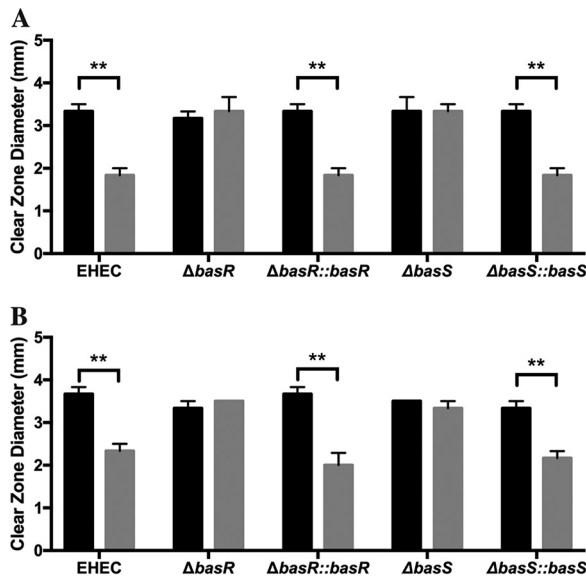 A
Clear Zone Diameter (mm)
5
4
3
2
1
0
** ** **
EHEC ΔbasR ΔbasR::basR ΔbasS ΔbasS::basS
B
Clear Zone Diameter (mm)
5
4
3
2
1
0
** ** **
EHEC ΔbasR ΔbasR::basR ΔbasS ΔbasS::basS